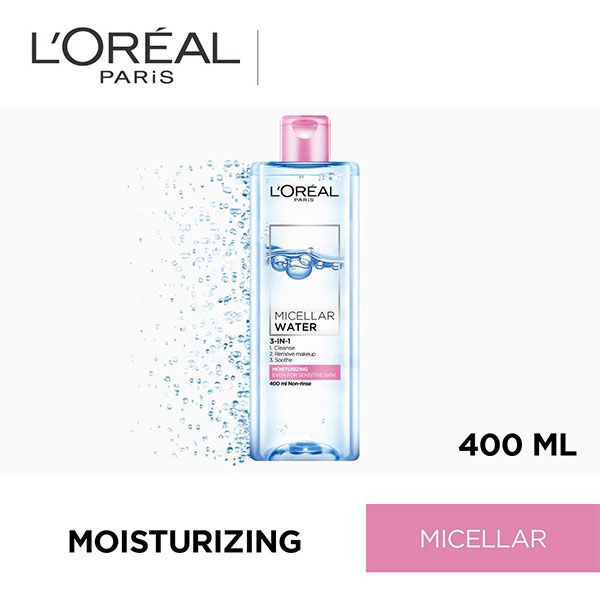 L'ORÉAL
PARiS
L'ORÉAL
PARIS
MICELLAR
WATER
3-IN-1
1. Cleanse
2. Remove makeup
3. Soothe
MOISTURIZING
EVEN FOR SENSITIVE SKIN
400 ml Non-rinse
400 ML
MOISTURIZING
MICELLAR